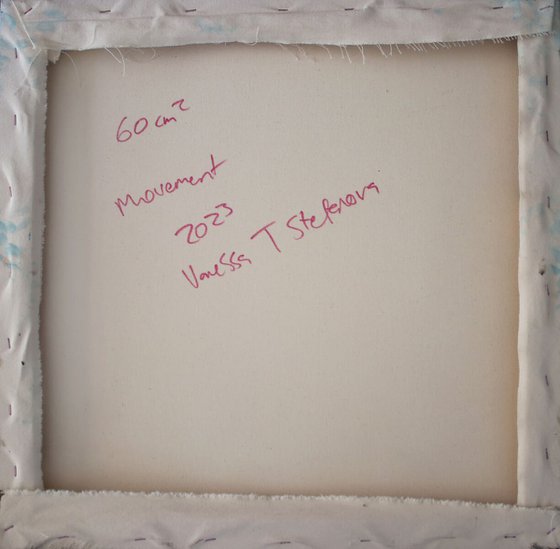 60 cm²
Movement
2023
Vanessa T Stefanova